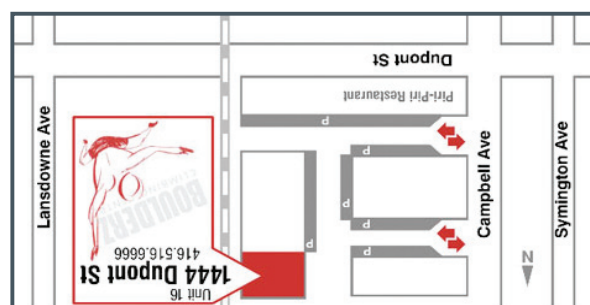 N
Symington Ave
Campbell Ave
P
P
P
P
P
P
Unit 16
1444 Dupont St
416.516.6666
BOULDERZ
Lansdowne Ave
Piri-Piri Restaurant
Dupont St